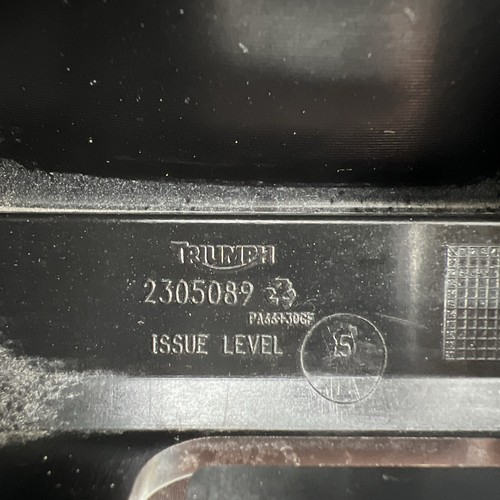 TRIUMPH
2305089
PA66+30GF
ISSUE LEVEL 5